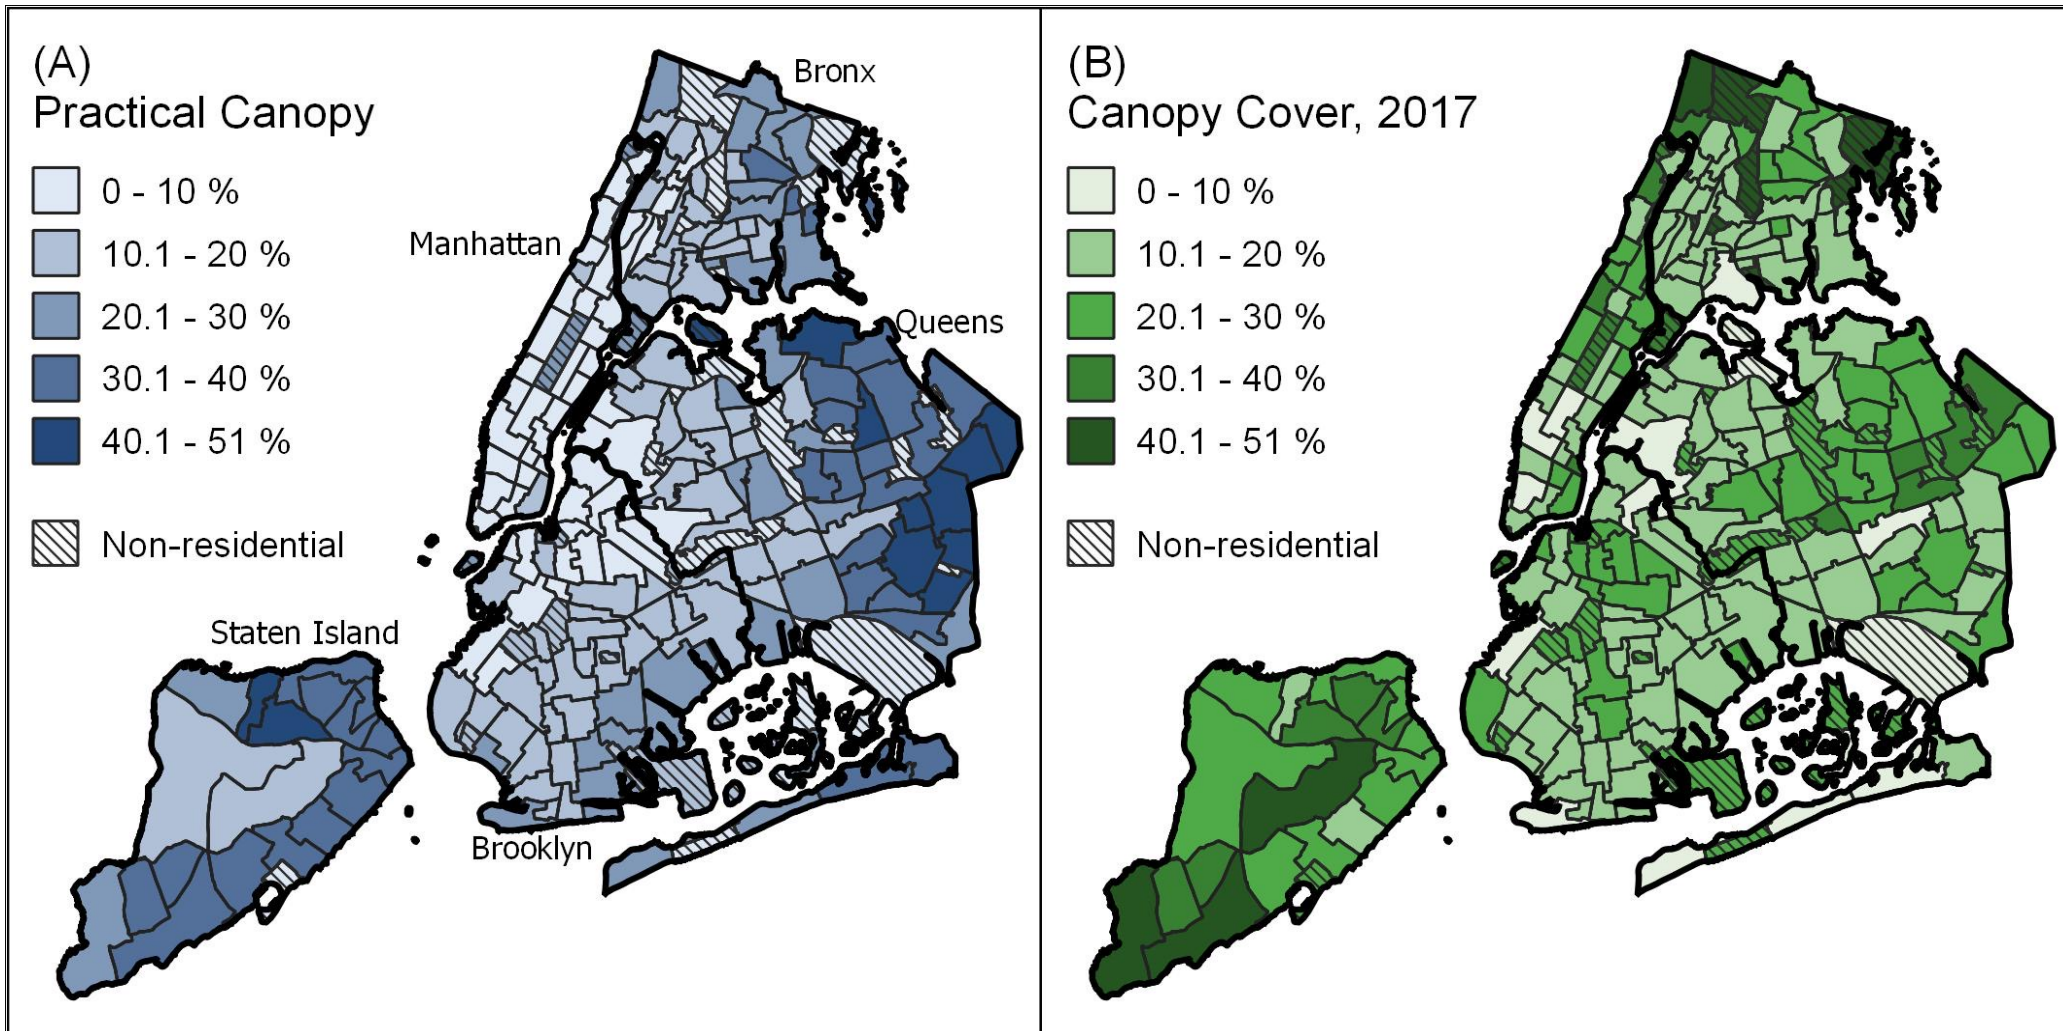 (A)
Practical Canopy
0 - 10 %
10.1 - 20 %
20.1 - 30 %
30.1 - 40 %
40.1 - 51 %
Non-residential
Bronx
Manhattan
Queens
Staten Island
Brooklyn
(B)
Canopy Cover, 2017
0 - 10 %
10.1 - 20 %
20.1 - 30 %
30.1 - 40 %
40.1 - 51 %
Non-residential